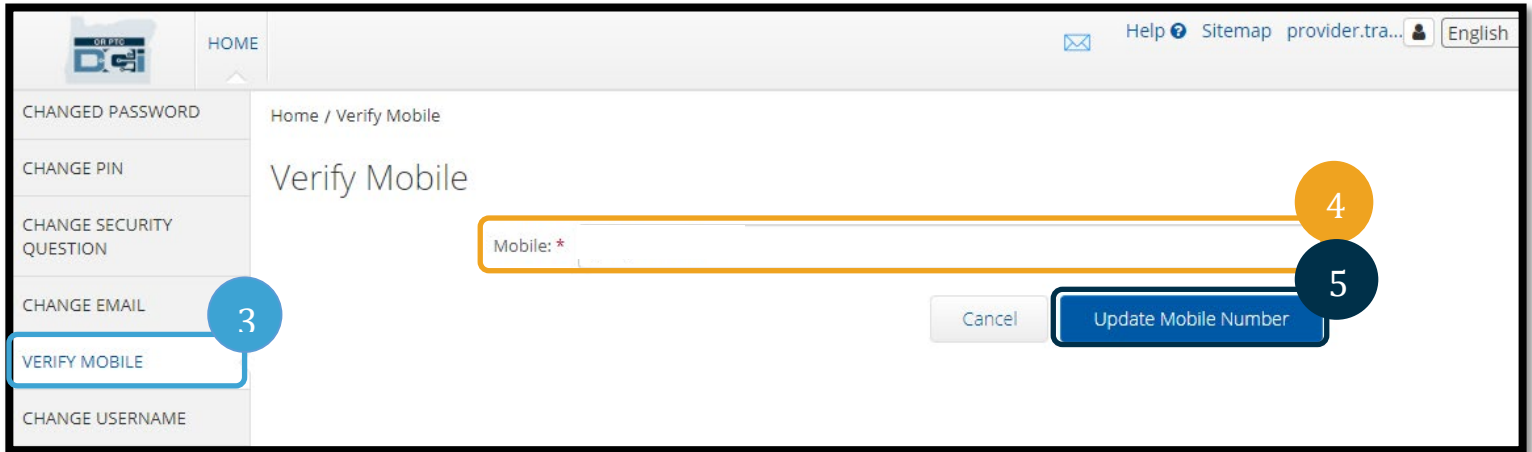 OR PTC
DCi
HOME
Help ? Sitemap provider.tra... English
CHANGED PASSWORD
CHANGE PIN
CHANGE SECURITY
QUESTION
CHANGE EMAIL
3
VERIFY MOBILE
CHANGE USERNAME
Home / Verify Mobile
Verify Mobile
4
Mobile: *
5
Cancel
Update Mobile Number